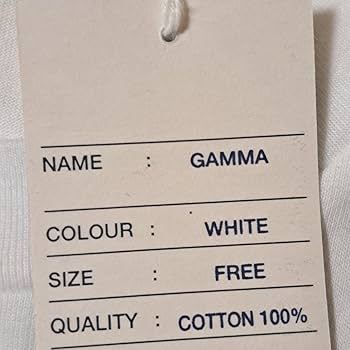 NAME : GAMMA
COLOUR : WHITE
SIZE : FREE
QUALITY : COTTON 100%